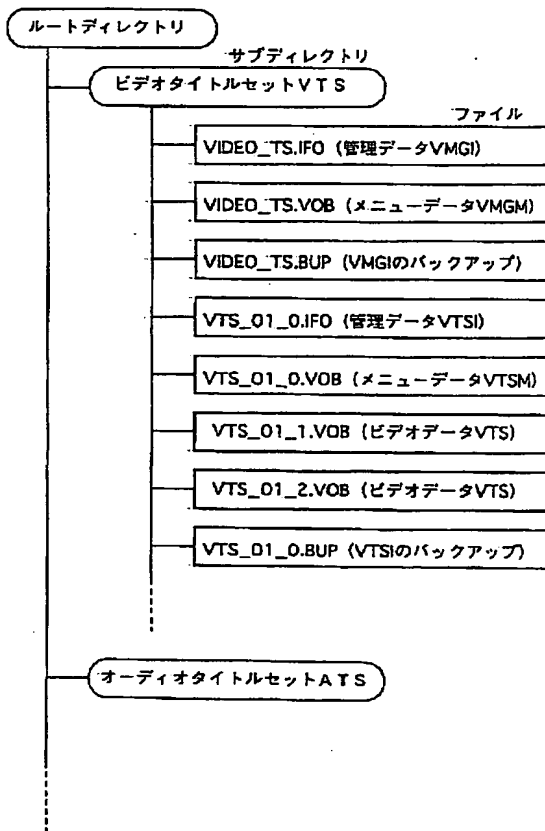 ルートディレクトリ
サブディレクトリ
ビデオタイトルセットVTS
ファイル
VIDEO_TS.IFO (管理データVMGI)
VIDEO_TS.VOB (メニューデータVMGM)
VIDEO_TS.BUP (VMGIのバックアップ)
VTS_01_0.IFO (管理データVTSI)
VTS_01_0.VOB (メニューデータVTSM)
VTS_01_1.VOB (ビデオデータVTS)
VTS_01_2.VOB (ビデオデータVTS)
VTS_01_0.BUP (VTSIのバックアップ)
オーディオタイトルセットATS